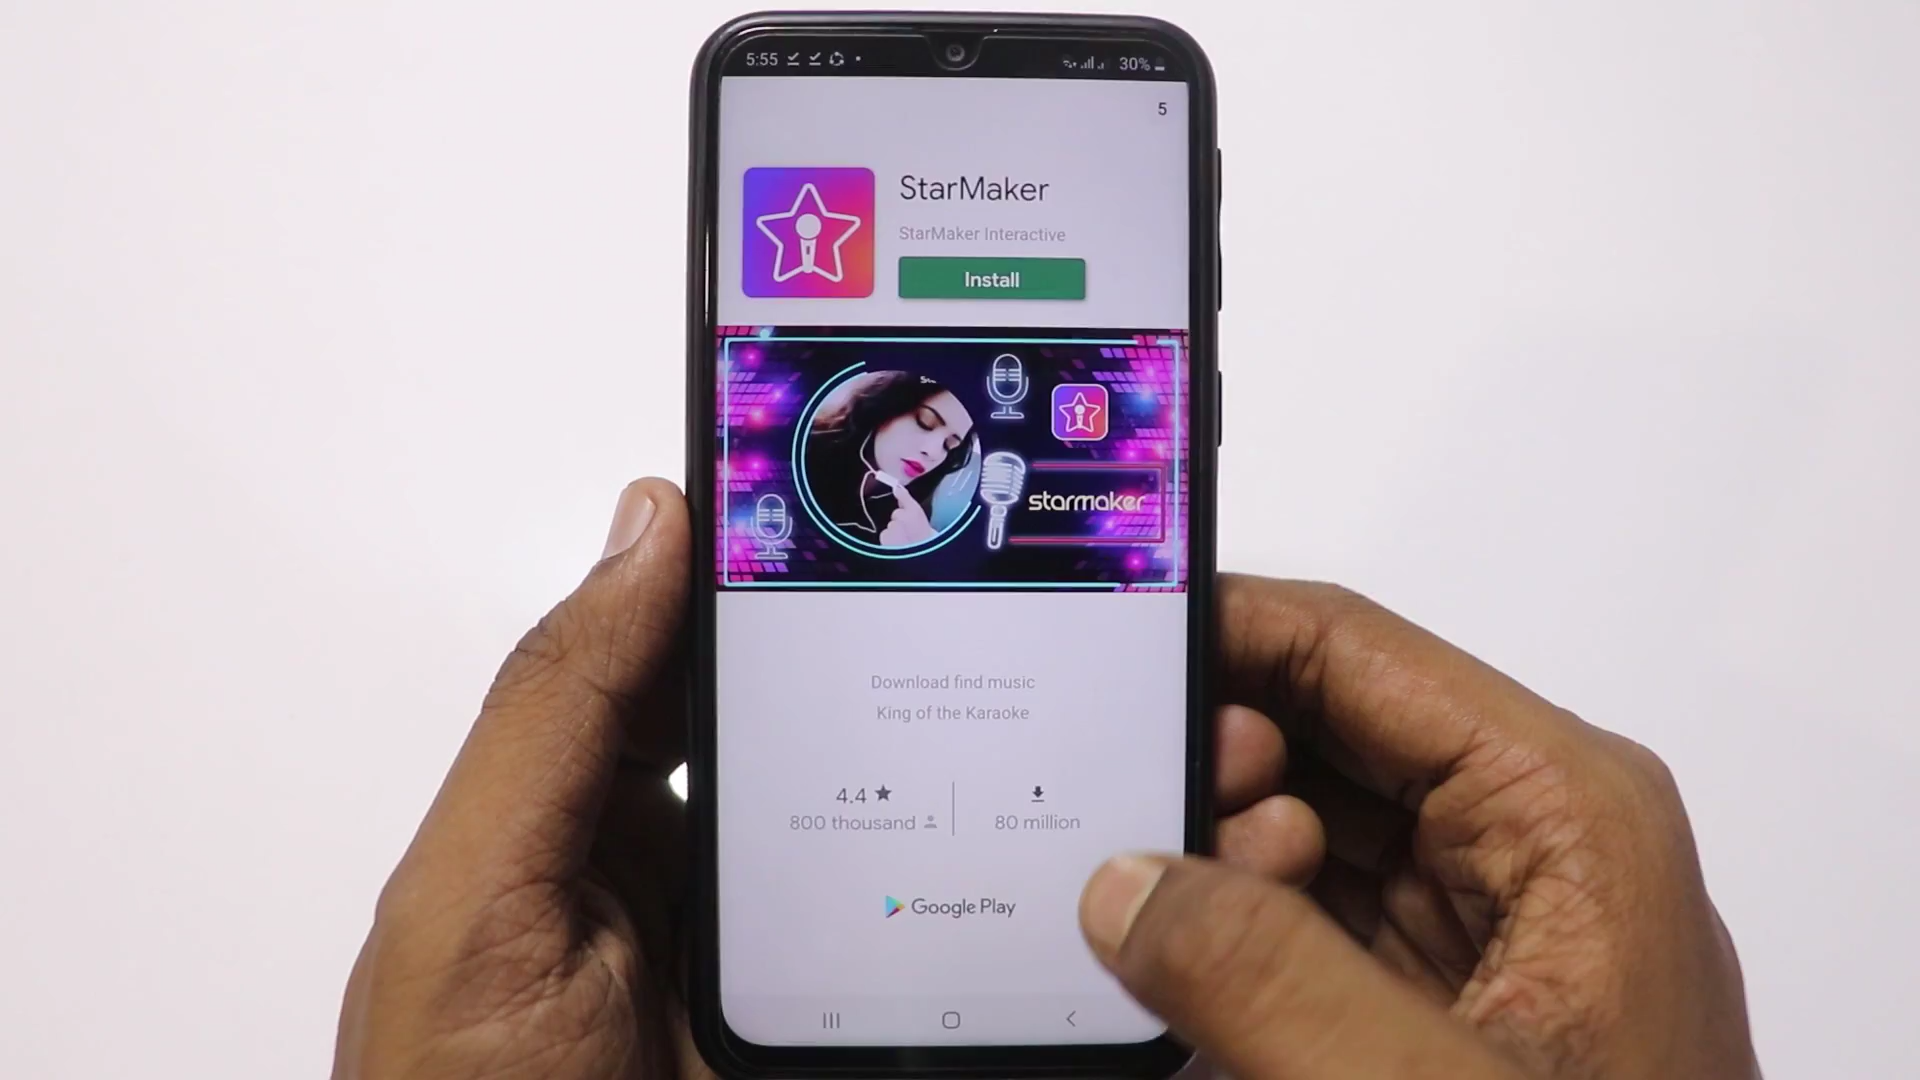 5:55
30%
5
StarMaker
StarMaker Interactive
Install
starmaker
Download find music
King of the Karaoke
4.4
800 thousand
80 million
Google Play